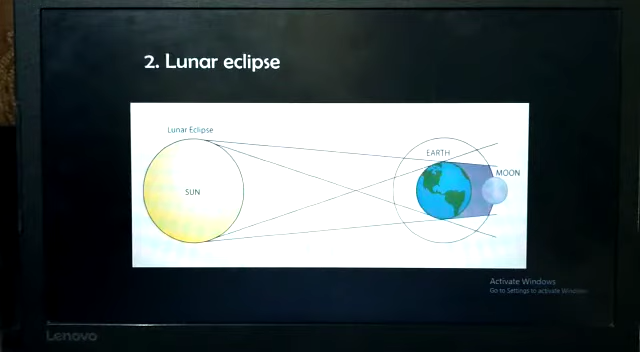 2. Lunar eclipse
Lunar Eclipse
EARTH
MOON
SUN
Activate Windows
Go to Settings to activate Windows
Lenovo